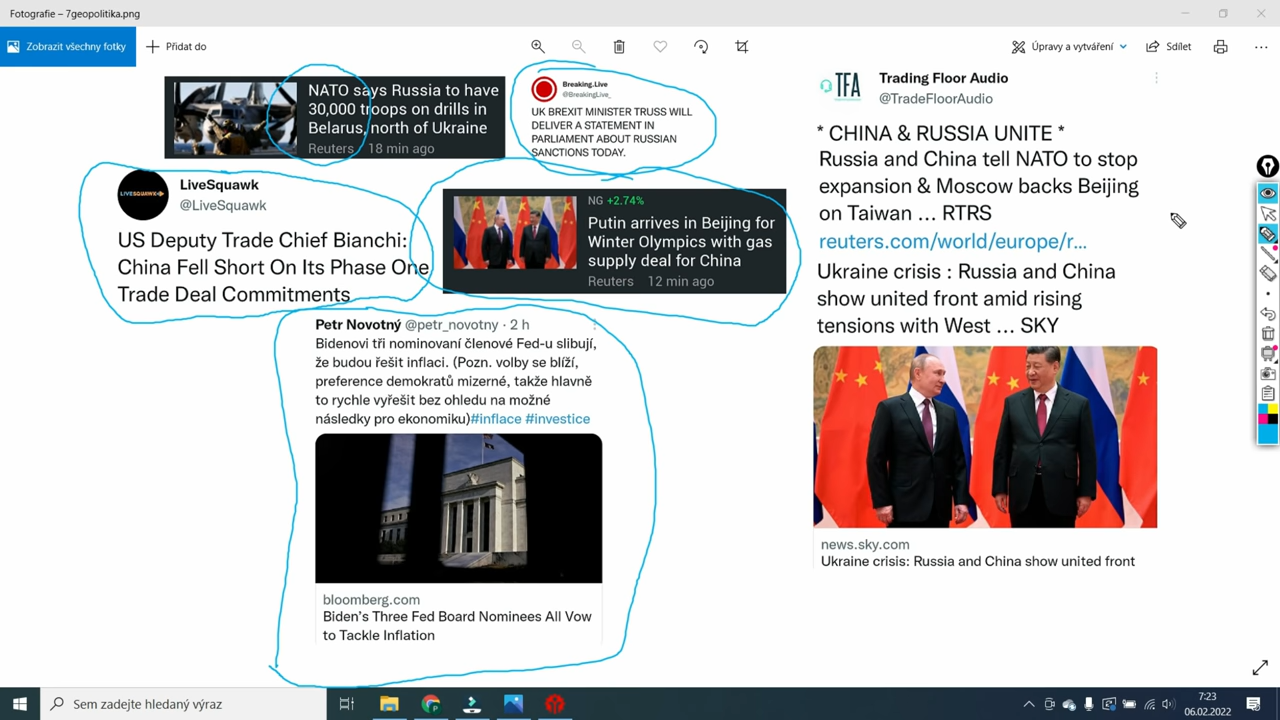 Fotografie – 7geopolitika.png
Zobrazit všechny fotky
Přidat do
Úpravy a vytváření
Sdílet
NATO says Russia to have
30,000 troops on drills in
Belarus, north of Ukraine
Reuters 18 min ago
Breaking.Live
@BreakingLive_
UK BREXIT MINISTER TRUSS WILL
DELIVER A STATEMENT IN
PARLIAMENT ABOUT RUSSIAN
SANCTIONS TODAY.
LIVESQUAWK
LiveSquawk
@LiveSquawk
US Deputy Trade Chief Bianchi:
China Fell Short On Its Phase One
Trade Deal Commitments
NG +2.74%
Putin arrives in Beijing for
Winter Olympics with gas
supply deal for China
Reuters 12 min ago
Petr Novotný @petr_novotny · 2 h
Bidenovi tři nominovaní členové Fed-u slibují,
že budou řešit inflaci. (Pozn. volby se blíží,
preference demokratů mizerné, takže hlavně
to rychle vyřešit bez ohledu na možné
následky pro ekonomiku)#inflace #investice
bloomberg.com
Biden's Three Fed Board Nominees All Vow
to Tackle Inflation
TFA
Trading Floor Audio
@TradeFloorAudio
* CHINA & RUSSIA UNITE *
Russia and China tell NATO to stop
expansion & Moscow backs Beijing
on Taiwan ... RTRS
reuters.com/world/europe/r...
Ukraine crisis : Russia and China
show united front amid rising
tensions with West ... SKY
news.sky.com
Ukraine crisis: Russia and China show united front
Sem zadejte hledaný výraz
7:23
06.02.2022